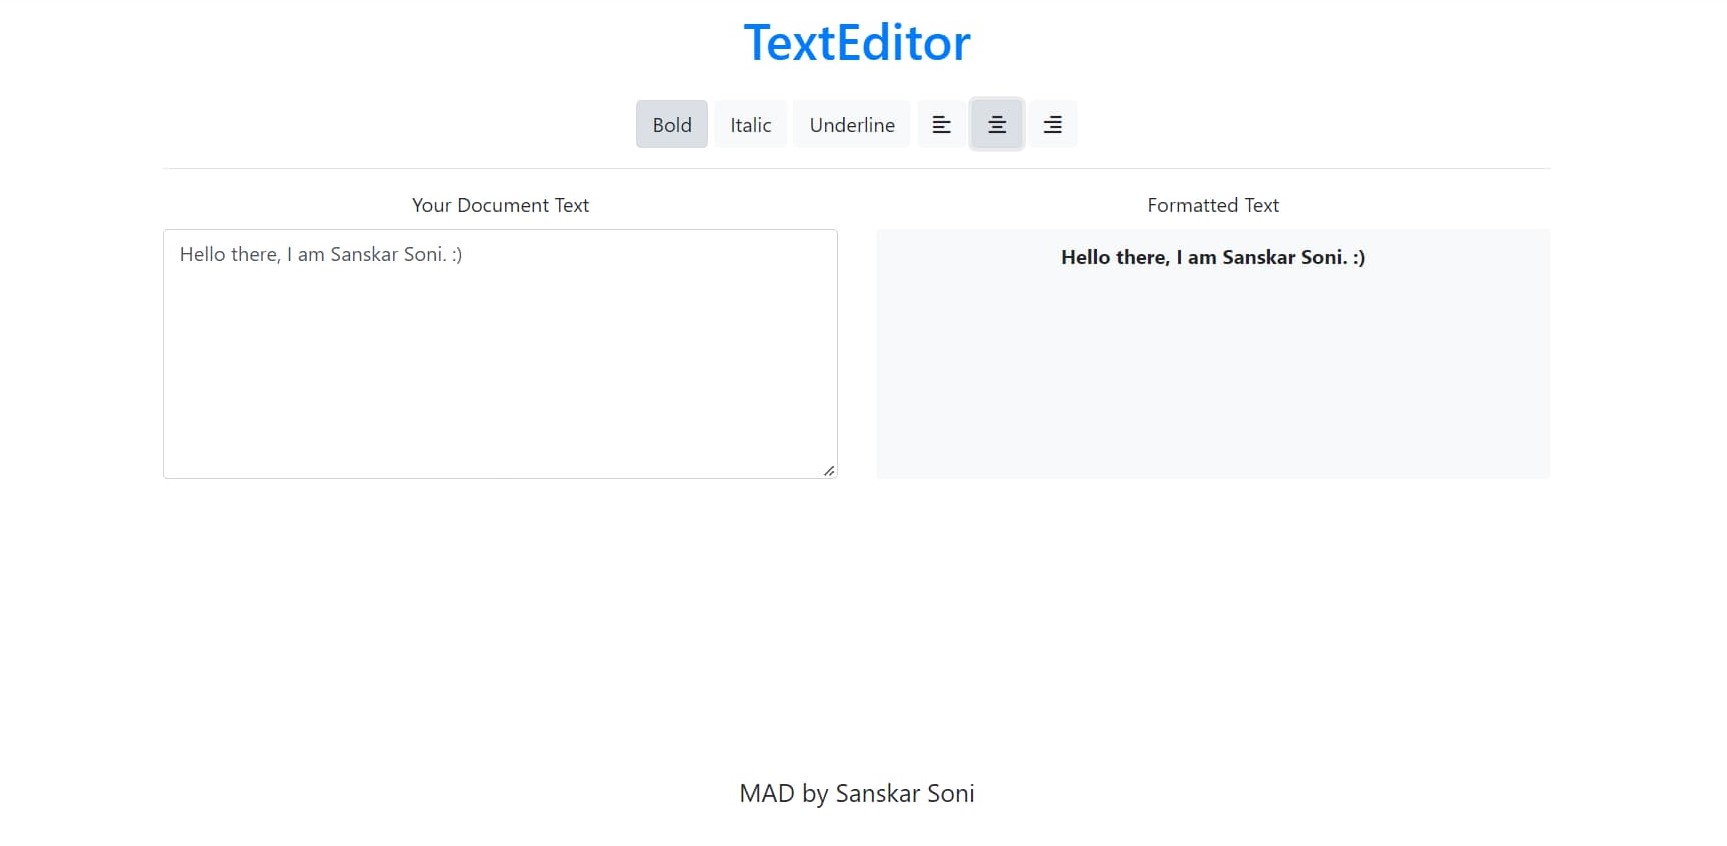 TextEditor
Bold Italic Underline
Your Document Text
Formatted Text
Hello there, I am Sanskar Soni. :)
Hello there, I am Sanskar Soni. :)
MAD by Sanskar Soni